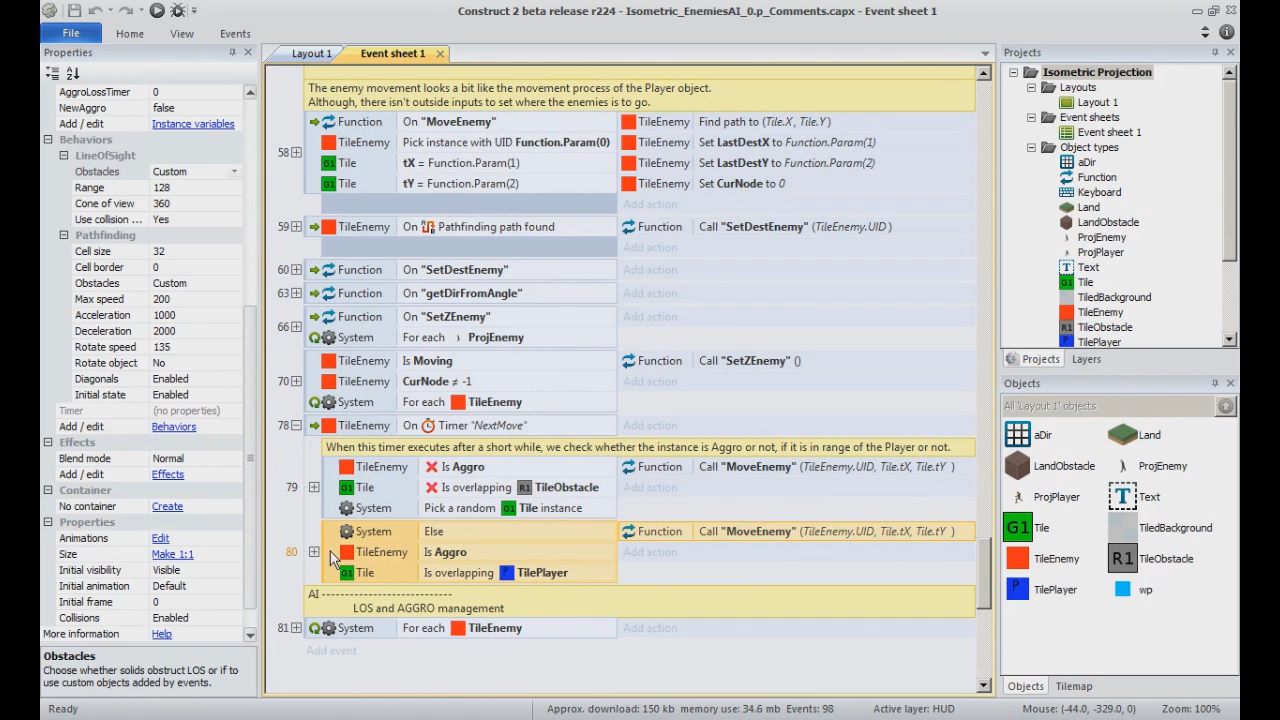 Construct 2 beta release r224 - Isometric_EnemiesAI_0.p_Comments.capx - Event sheet 1
File Home View Events
Properties
AggroLossTimer 0
NewAggro false
Add / edit Instance variables
Behaviors
LineOfSight
Obstacles Custom
Range 128
Cone of view 360
Use collision ... Yes
Pathfinding
Cell size 32
Cell border 0
Obstacles Custom
Max speed 200
Acceleration 1000
Deceleration 2000
Rotate speed 135
Rotate object No
Diagonals Enabled
Initial state Enabled
Timer (no properties)
Add / edit Behaviors
Effects
Blend mode Normal
Add / edit Effects
Container
No container Create
Properties
Animations Edit
Size Make 1:1
Initial visibility Visible
Initial animation Default
Initial frame 0
Collisions Enabled
More information Help
Obstacles
Choose whether solids obstruct LOS or if to
use custom objects added by events.
Layout 1 Event sheet 1
The enemy movement looks a bit like the movement process of the Player object.
Although, there isn't outside inputs to set where the enemies is to go.
58
Function On "MoveEnemy" TileEnemy Find path to (Tile.X, Tile.Y )
TileEnemy Pick instance with UID Function.Param(0) TileEnemy Set LastDestX to Function.Param(1)
G1 Tile tX = Function.Param(1) TileEnemy Set LastDestY to Function.Param(2)
G1 Tile tY = Function.Param(2) TileEnemy Set CurNode to 0
Add action
59 TileEnemy On Pathfinding path found Function Call "SetDestEnemy" (TileEnemy.UID )
Add action
60 Function On "SetDestEnemy" Add action
63 Function On "getDirFromAngle" Add action
66 Function On "SetZEnemy" Add action
System For each ProjEnemy
70
TileEnemy Is Moving Function Call "SetZEnemy" ()
TileEnemy CurNode ≠ -1 Add action
System For each TileEnemy
78 TileEnemy On Timer "NextMove" Add action
When this timer executes after a short while, we check whether the instance is Aggro or not, if it is in range of the Player or not.
79
TileEnemy Is Aggro Function Call "MoveEnemy" (TileEnemy.UID, Tile.tX, Tile.tY )
G1 Tile Is overlapping R1 TileObstacle Add action
System Pick a random G1 Tile instance
80
System Else Function Call "MoveEnemy" (TileEnemy.UID, Tile.tX, Tile.tY )
TileEnemy Is Aggro Add action
G1 Tile Is overlapping P TilePlayer
AI ---------------------------
LOS and AGGRO management
81 System For each TileEnemy Add action
Add event
Projects
Isometric Projection
Layouts
Layout 1
Event sheets
Event sheet 1
Object types
aDir
Function
Keyboard
Land
LandObstacle
ProjEnemy
ProjPlayer
T Text
G1 Tile
TiledBackground
TileEnemy
R1 TileObstacle
P TilePlayer
Projects Layers
Objects
All 'Layout 1' objects
aDir Land
LandObstacle ProjEnemy
ProjPlayer T Text
G1 Tile TiledBackground
TileEnemy R1 TileObstacle
P TilePlayer wp
Objects Tilemap
Ready Approx. download: 150 kb memory use: 34.6 mb Events: 98 Active layer: HUD Mouse: (-44.0, -329.0, 0) Zoom: 100%